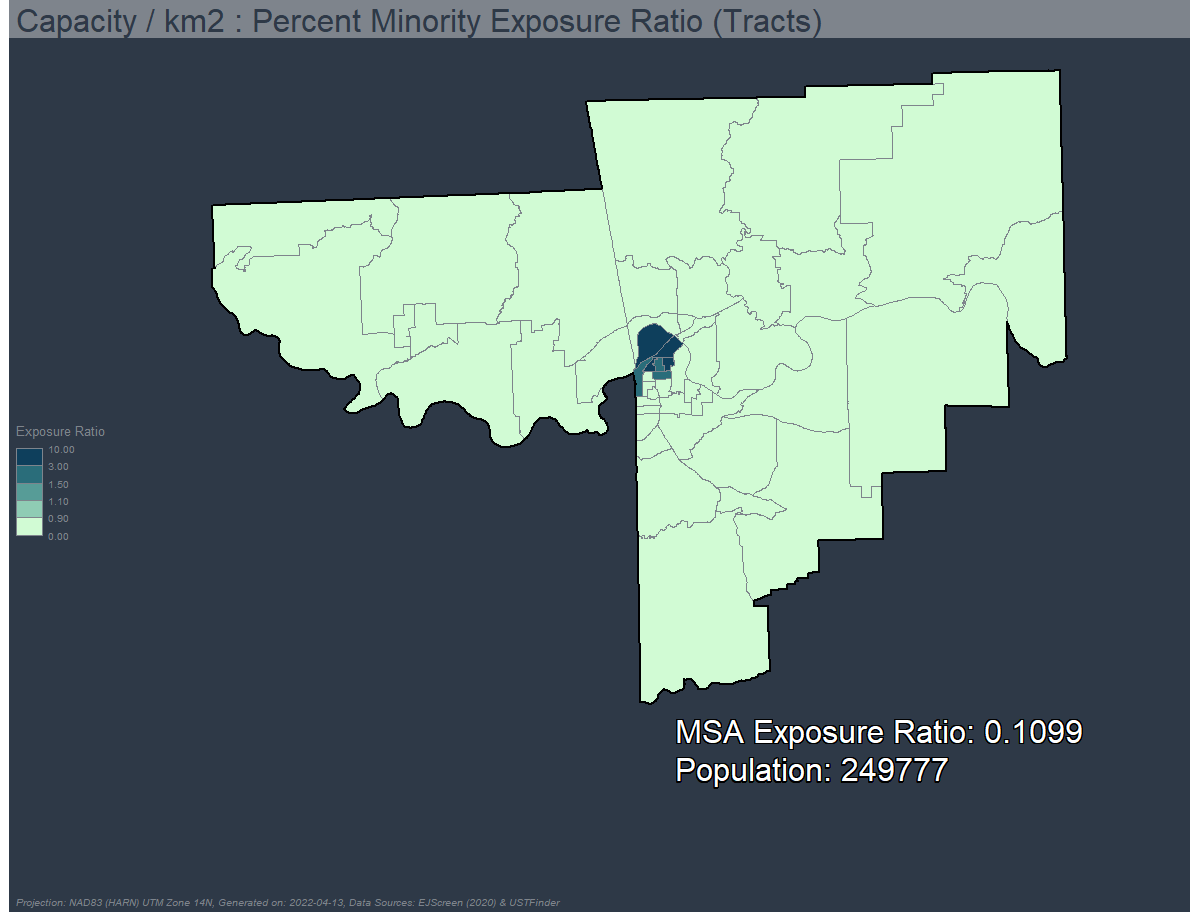 Capacity / km2 : Percent Minority Exposure Ratio (Tracts)
Exposure Ratio
10.00
3.00
1.50
1.10
0.90
0.00
MSA Exposure Ratio: 0.1099
Population: 249777
Projection: NAD83 (HARN) UTM Zone 14N, Generated on: 2022-04-13, Data Sources: EJScreen (2020) & USTFinder